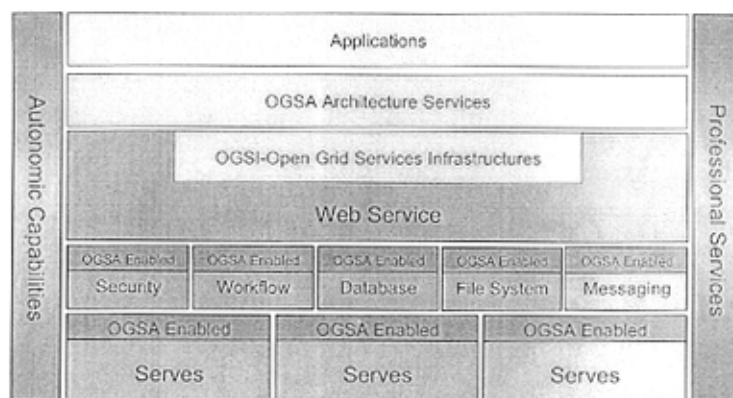 Applications
OGSA Architecture Services
OGSI-Open Grid Services Infrastructures
Web Service
OGSA Enabled OGSA Enabled OGSA Enabled OGSA Enabled OGSA Enabled
Security Workflow Database File System Messaging
OGSA Enabled OGSA Enabled OGSA Enabled
Serves Serves Serves
Autonomic Capabilities
Professional Services